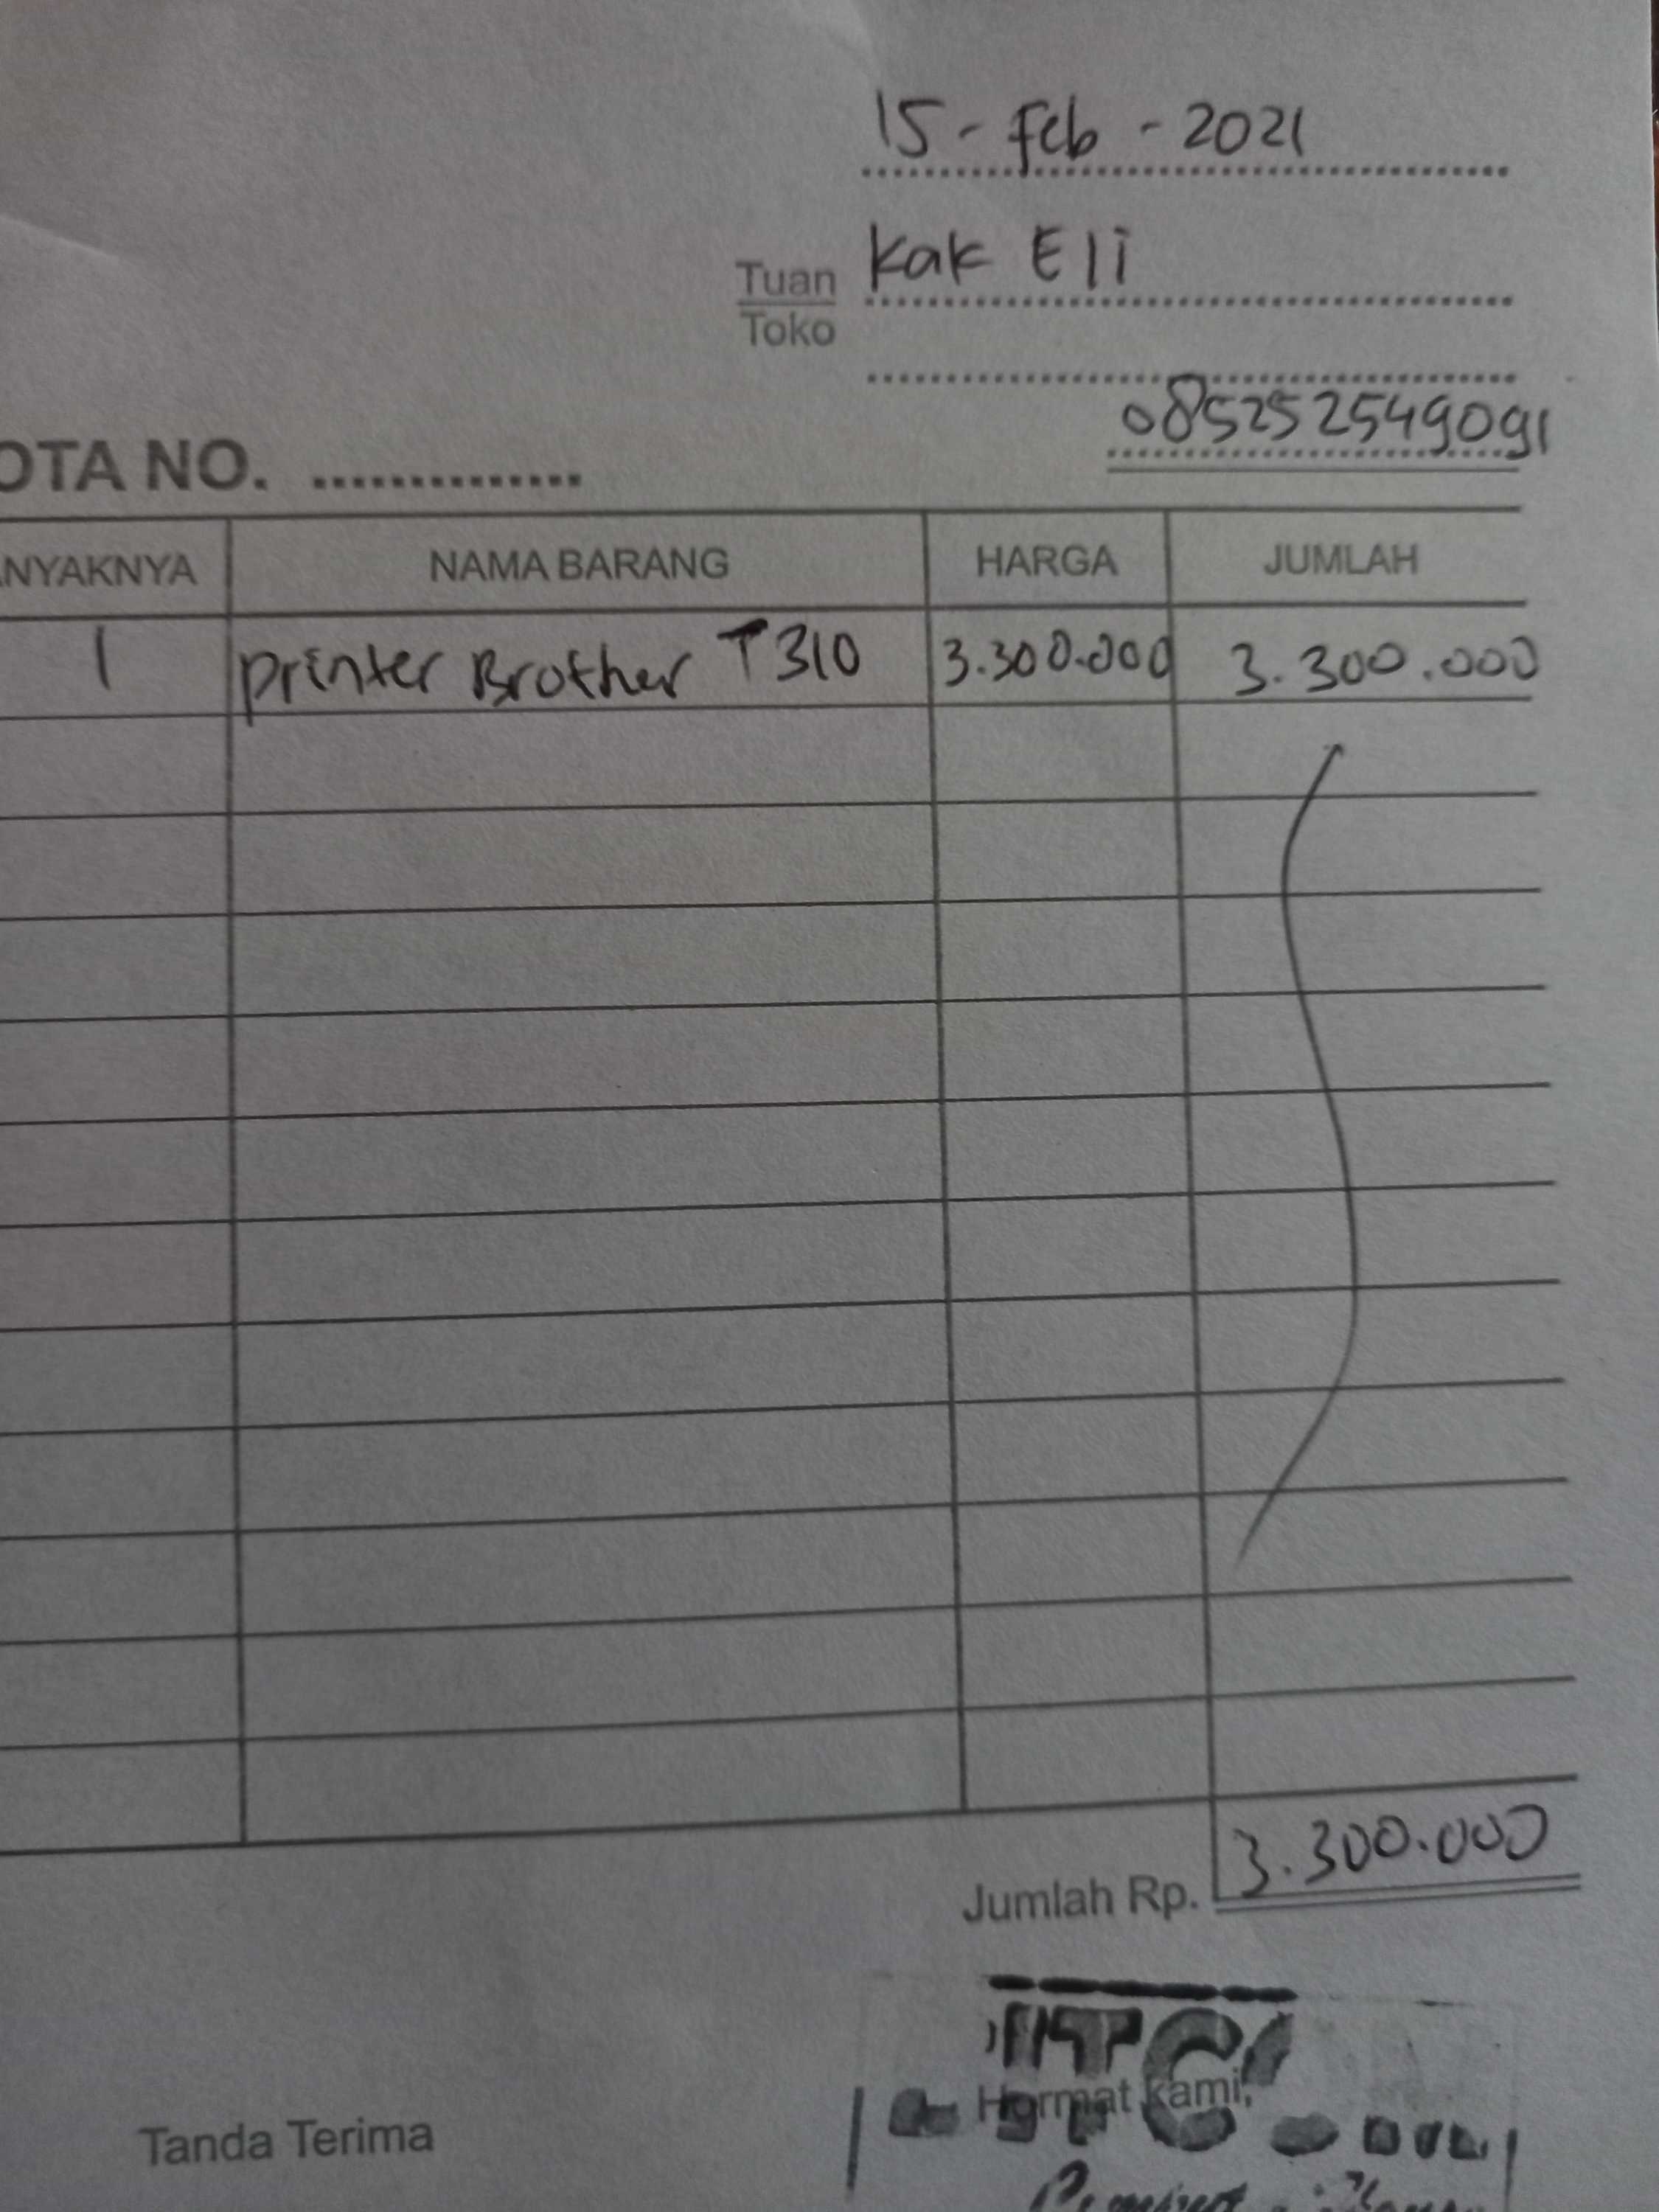 15 - Feb - 2021
Tuan Kak Eli
Toko
085252549091
OTA NO. ..............
ANYAKNYA NAMA BARANG HARGA JUMLAH
1 Printer Brother T310 3.300.000 3.300.000
Jumlah Rp. 3.300.000
Tanda Terima Hormat kami,